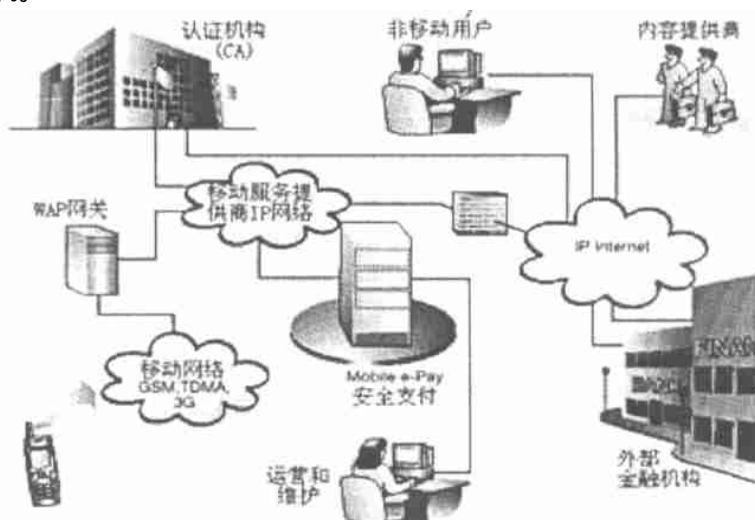 认证机构
(CA)
非移动用户
内容提供商
WAP网关
移动服务提
供商IP网络
IP Internet
移动网络
GSM,TDMA,
3G
Mobile e-Pay
安全支付
运营和
维护
外部
金融机构